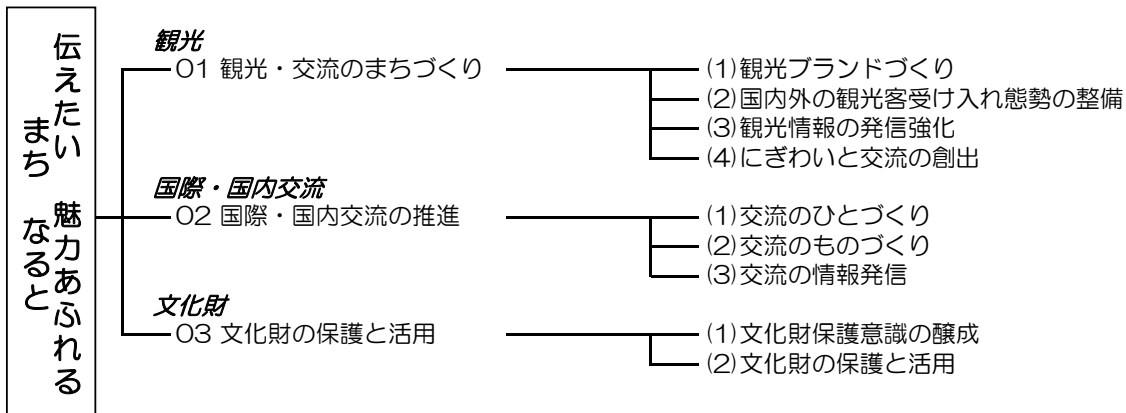 伝えたい　魅力あふれる
まち　なると
観光
01 観光・交流のまちづくり
(1)観光ブランドづくり
(2)国内外の観光客受け入れ態勢の整備
(3)観光情報の発信強化
(4)にぎわいと交流の創出
国際・国内交流
02 国際・国内交流の推進
(1)交流のひとづくり
(2)交流のものづくり
(3)交流の情報発信
文化財
03 文化財の保護と活用
(1)文化財保護意識の醸成
(2)文化財の保護と活用